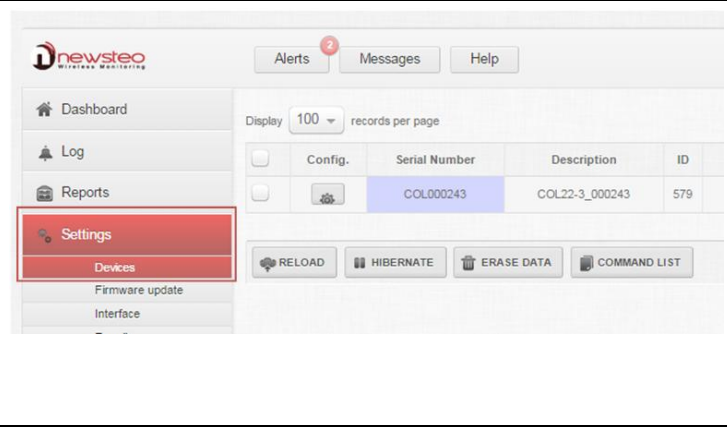 newsteo
Wireless Monitoring
Alerts 2 Messages Help
Dashboard
Log
Reports
Settings
Devices
Firmware update
Interface
Display 100 records per page
Config. Serial Number Description ID
COL000243 COL22-3_000243 579
RELOAD HIBERNATE ERASE DATA COMMAND LIST